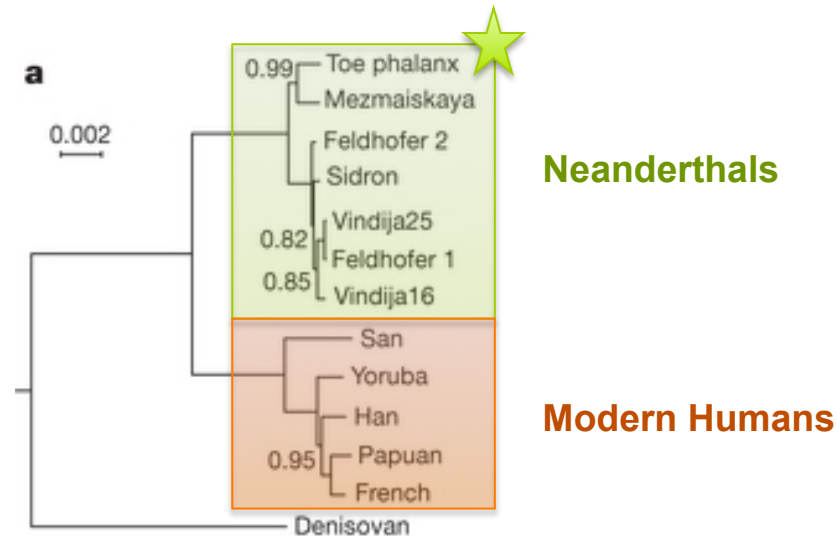 a
0.002
0.99
Toe phalanx
Mezmaiskaya
Feldhofer 2
Sidron
Vindija25
0.82
Feldhofer 1
0.85
Vindija16
Neanderthals
San
Yoruba
Han
0.95
Papuan
French
Modern Humans
Denisovan